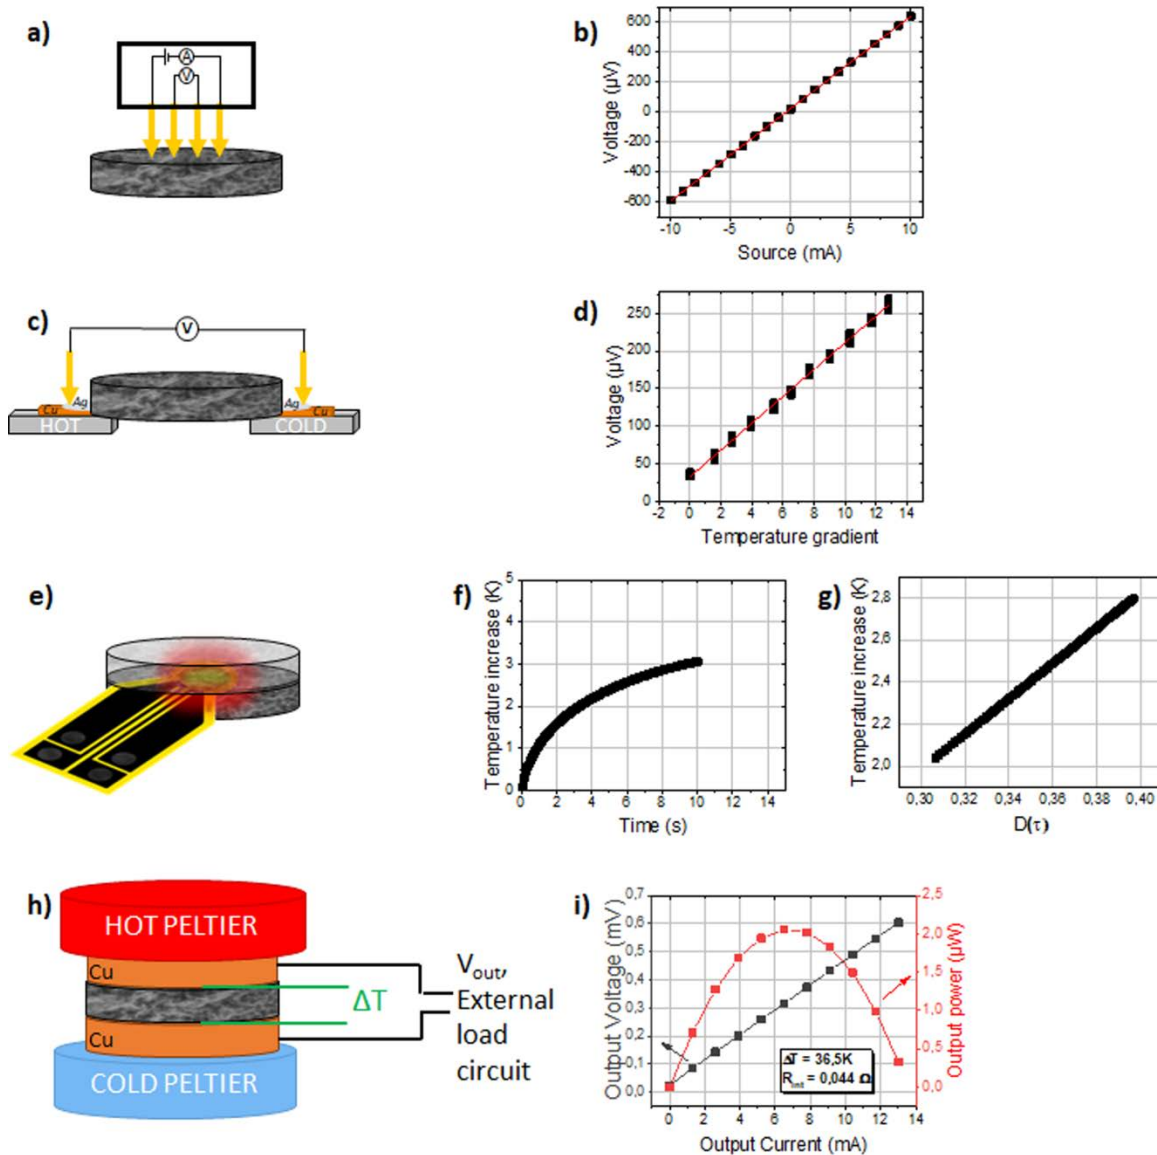 a)
A
V
b)
Voltage (µV)
600
400
200
0
-200
-400
-600
-10
-5
0
5
10
Source (mA)
c)
V
Cu
Ag
Ag
Cu
HOT
COLD
d)
Voltage (µV)
250
200
150
100
50
0
-2
0
2
4
6
8
10
12
14
Temperature gradient
e)
f)
Temperature increase (K)
5
4
3
2
1
0
0
2
4
6
8
10
12
14
Time (s)
g)
Temperature increase (K)
2,8
2,6
2,4
2,2
2,0
0,30
0,32
0,34
0,36
0,38
0,40
D(τ)
h)
HOT PELTIER
Cu
ΔT
Cu
COLD PELTIER
Vout,
External
load
circuit
i)
Output Voltage (mV)
0,7
0,6
0,5
0,4
0,3
0,2
0,1
0,0
ΔT = 36,5K
Rint = 0,044 Ω
2,5
2,0
1,5
1,0
0,5
0,0
Output power (µW)
0
2
4
6
8
10
12
14
Output Current (mA)